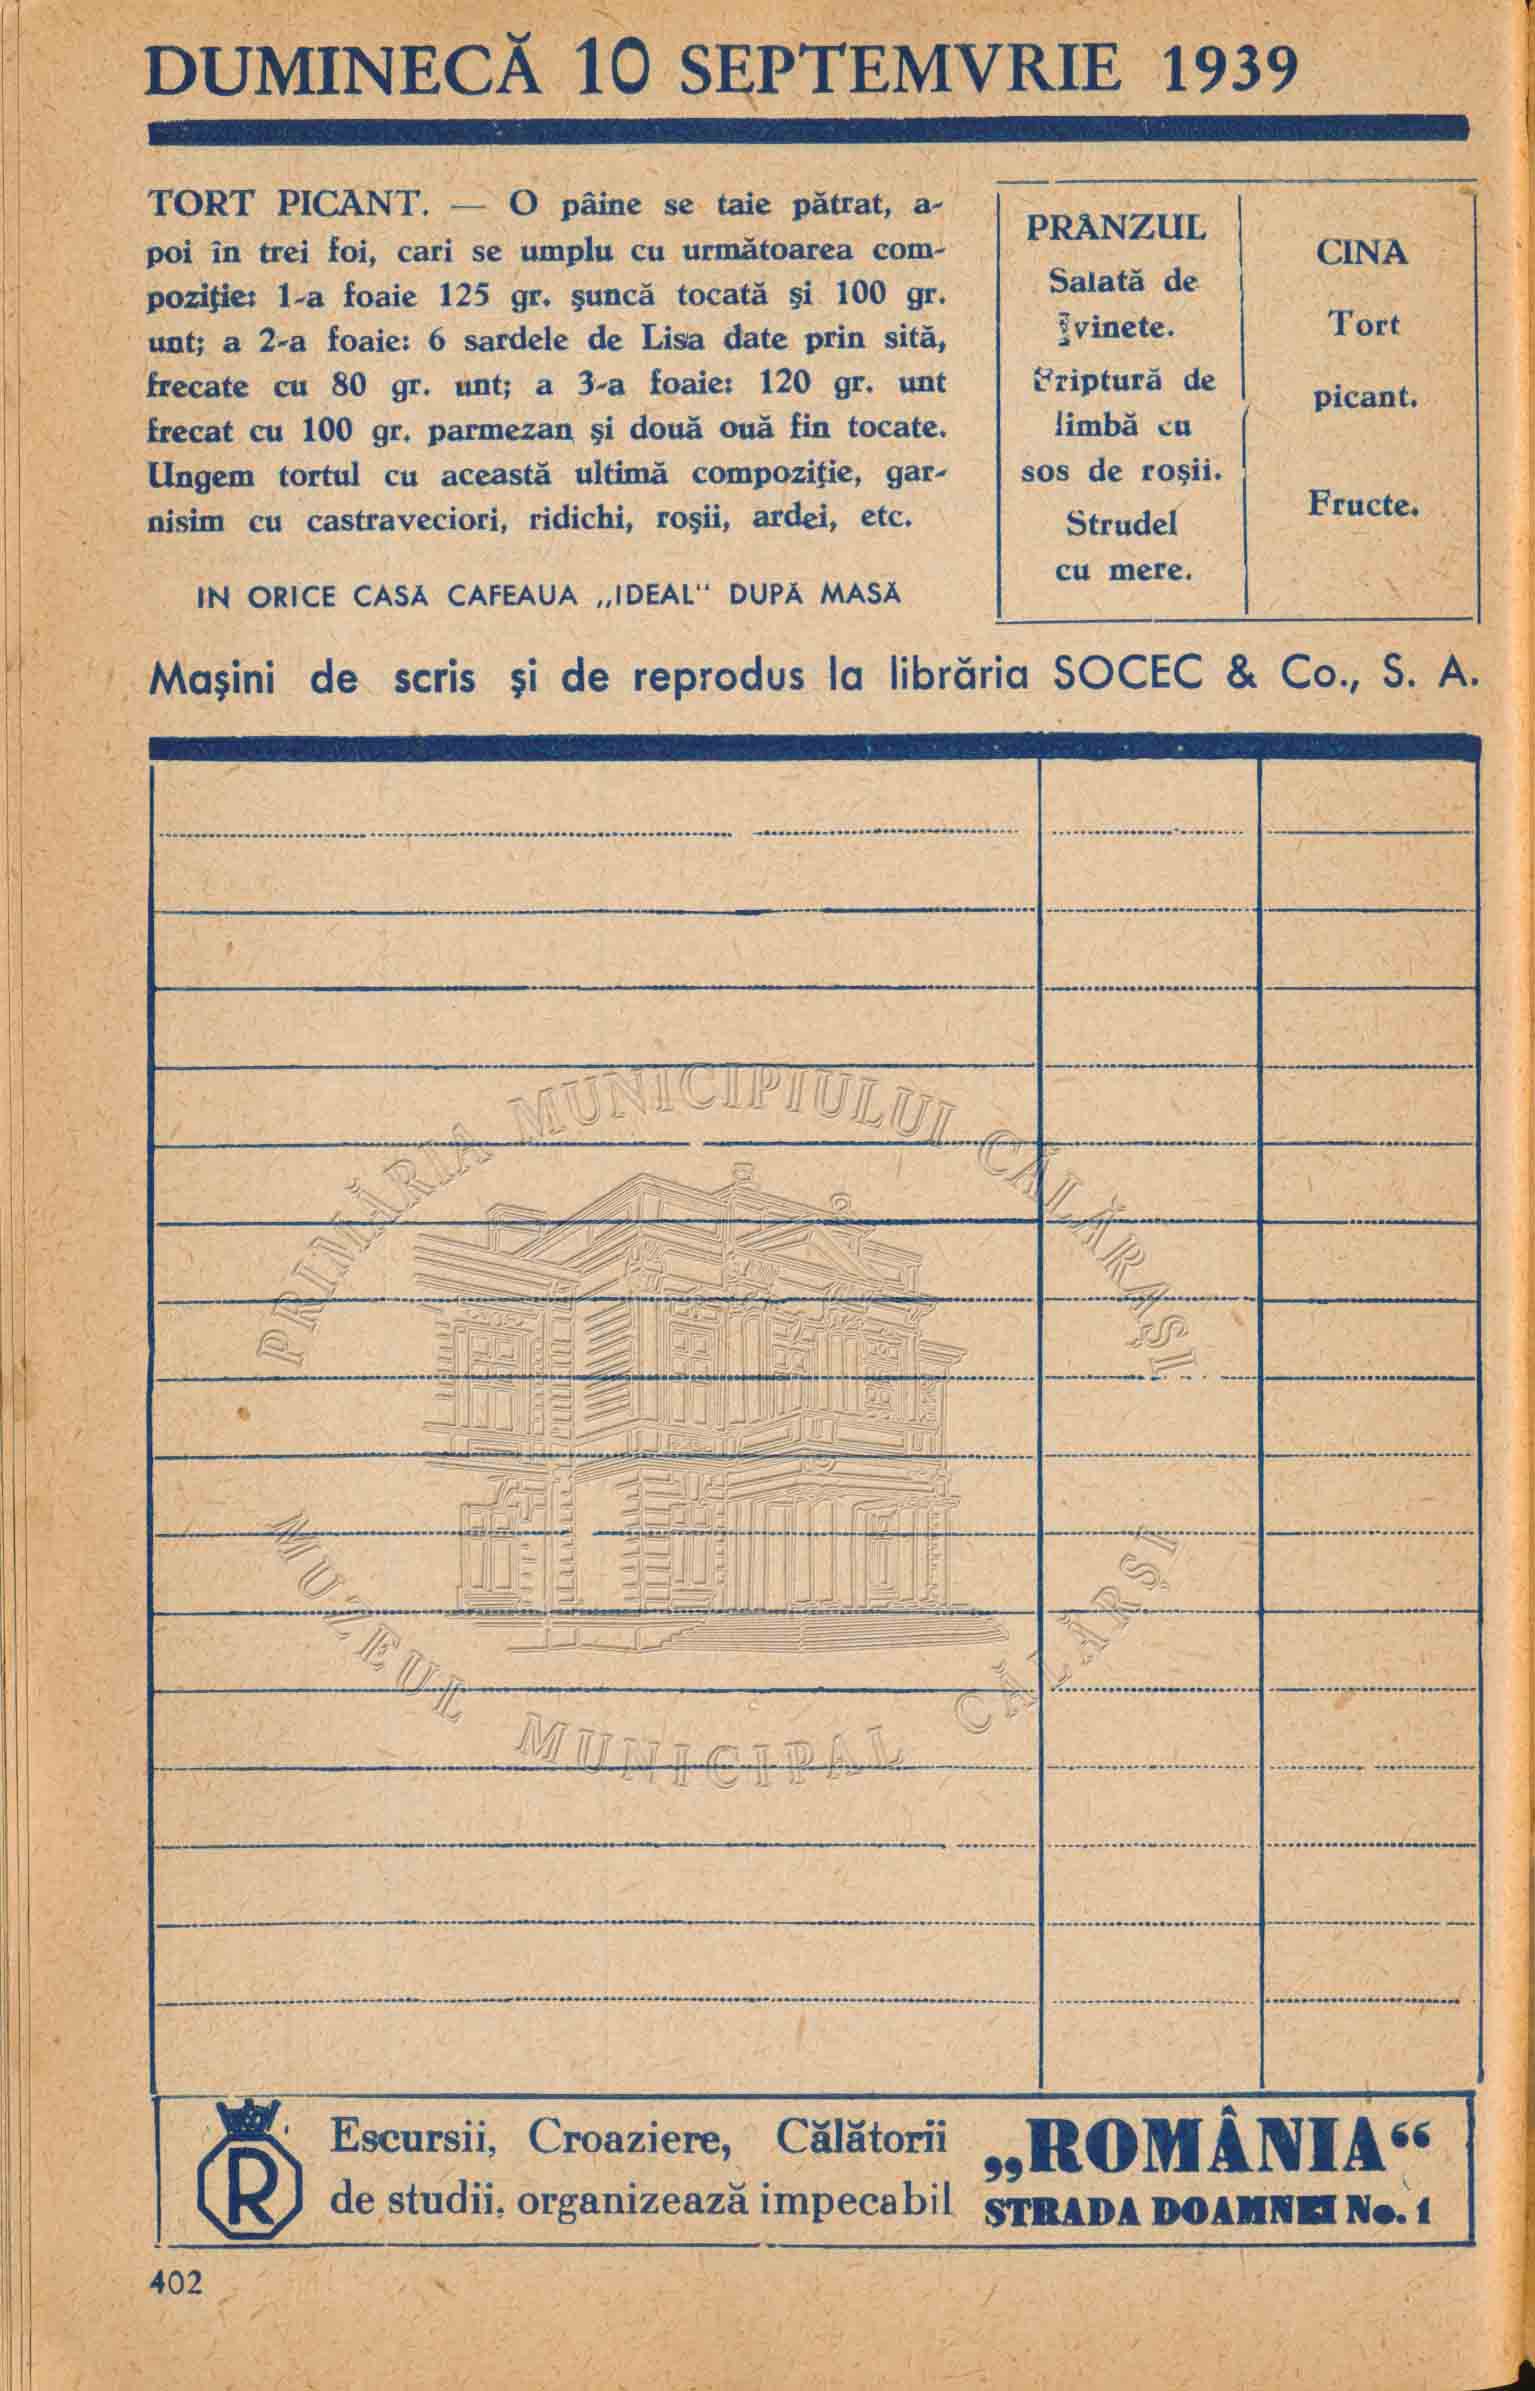 DUMINECĂ 10 SEPTEMVRIE 1939
TORT PICANT. — O pâine se taie pătrat, a-
poi în trei foi, cari se umplu cu următoarea com-
poziţie: 1-a foaie 125 gr. şuncă tocată şi 100 gr.
unt; a 2-a foaie: 6 sardele de Lisa date prin sită,
frecate cu 80 gr. unt; a 3-a foaie: 120 gr. unt
frecat cu 100 gr. parmezan şi două ouă fin tocate.
Ungem tortul cu această ultimă compoziţie, gar-
nisim cu castraveciori, ridichi, roşii, ardei, etc.
IN ORICE CASĂ CAFEAUA „IDEAL" DUPĂ MASĂ
PRÂNZUL
Salată de
vinete.
Friptură de
limbă cu
sos de roşii.
Strudel
cu mere.
CINA
Tort
picant.
Fructe.
Maşini de scris şi de reprodus la librăria SOCEC & Co., S. A.
PRIMĂRIA MUNICIPIULUI CĂLĂRAŞI
MUZEUL MUNICIPAL CĂLĂRŞI
R
Escursii, Croaziere, Călătorii
de studii, organizează impecabil
„ROMÂNIA“
STRADA DOAMNEI No. 1
402